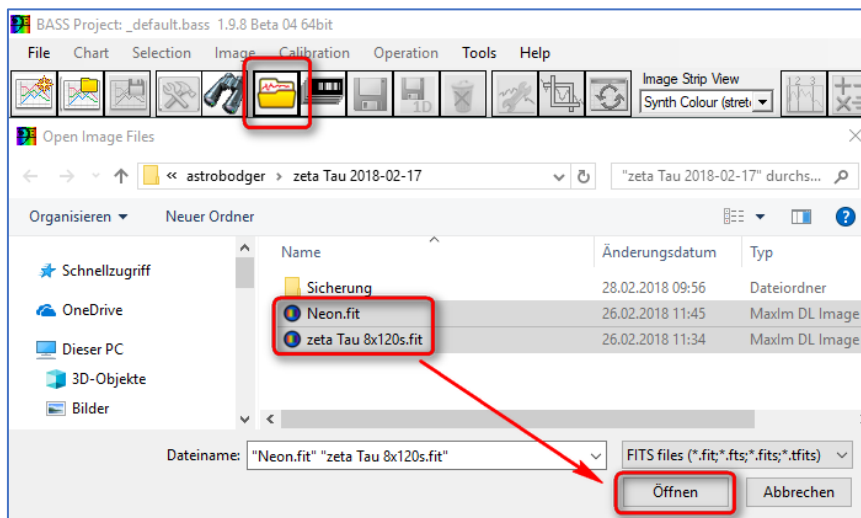 BASS Project: _default.bass 1.9.8 Beta 04 64bit
File Chart Selection Image Calibration Operation Tools Help
Image Strip View
1D
Synth Colour (stret
1 2 3
Open Image Files
« astrobodger › zeta Tau 2018-02-17
"zeta Tau 2018-02-17" durchs...
Organisieren Neuer Ordner
Name Änderungsdatum Typ
Schnellzugriff
Sicherung 28.02.2018 09:56 Dateiordner
OneDrive
Neon.fit 26.02.2018 11:45 MaxIm DL Image
Dieser PC
zeta Tau 8x120s.fit 26.02.2018 11:34 MaxIm DL Image
3D-Objekte
Bilder
Dateiname: "Neon.fit" "zeta Tau 8x120s.fit" FITS files (*.fit;*.fts;*.fits;*.tfits)
Öffnen Abbrechen